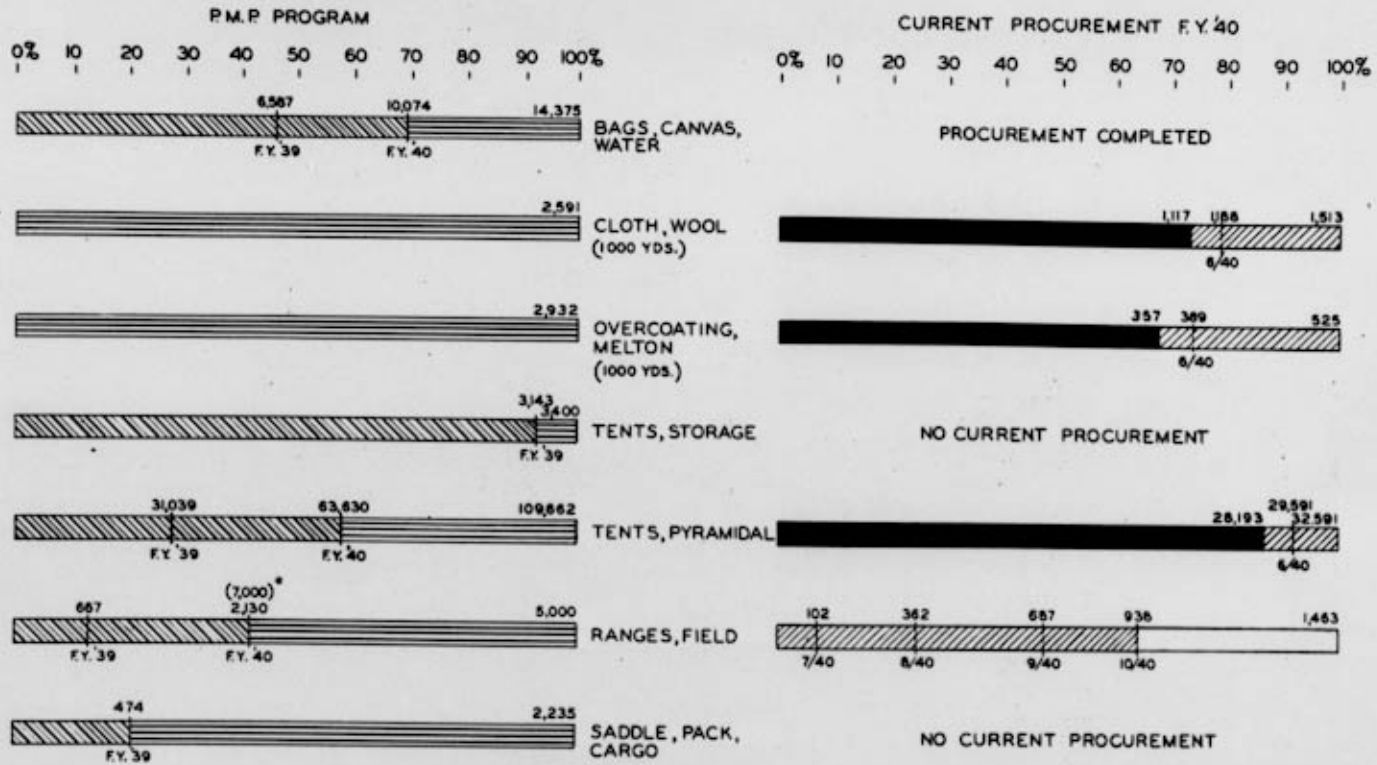 P.M.P. PROGRAM
0% 10 20 30 40 50 60 70 80 90 100%
CURRENT PROCUREMENT F.Y.'40
0% 10 20 30 40 50 60 70 80 90 100%
6,587 10,074 14,375
F.Y.'39 F.Y.'40
BAGS, CANVAS,
WATER
PROCUREMENT COMPLETED
2,591
CLOTH, WOOL
(1000 YDS.)
1,117 1,188 1,513
6/40
2,932
OVERCOATING,
MELTON
(1000 YDS.)
357 389 525
6/40
3,143
3,400
F.Y.'39
TENTS, STORAGE
NO CURRENT PROCUREMENT
31,039 63,630 109,862
F.Y.'39 F.Y.'40
TENTS, PYRAMIDAL
29,591
28,193 32,591
6/40
(7,000)*
667 2,130 5,000
F.Y.'39 F.Y.'40
RANGES, FIELD
102 362 687 938 1,463
7/40 8/40 9/40 10/40
474 2,235
F.Y.'39
SADDLE, PACK,
CARGO
NO CURRENT PROCUREMENT